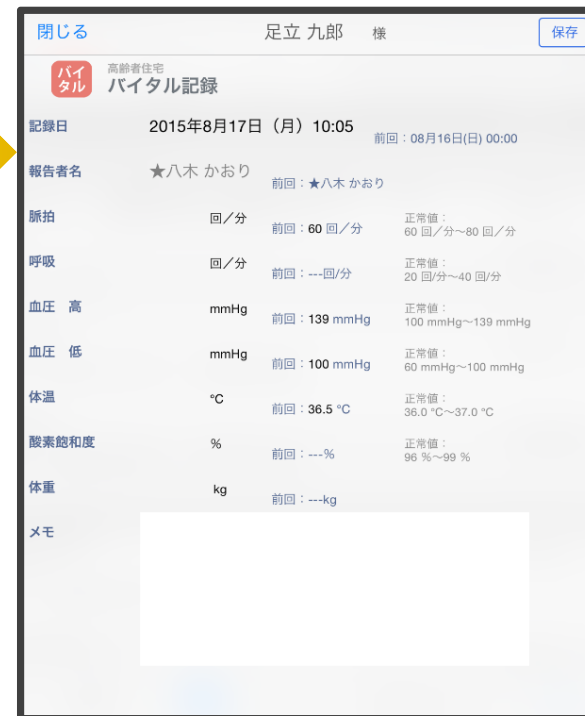 閉じる 足立 九郎 様 保存
バイタル
高齢者住宅
バイタル記録
記録日 2015年8月17日（月）10:05 前回：08月16日(日) 00:00
報告者名 ★八木 かおり 前回：★八木 かおり
脈拍 回／分 前回：60 回／分 正常値：
60 回／分〜80 回／分
呼吸 回／分 前回：---回/分 正常値：
20 回/分〜40 回/分
血圧 高 mmHg 前回：139 mmHg 正常値：
100 mmHg〜139 mmHg
血圧 低 mmHg 前回：100 mmHg 正常値：
60 mmHg〜100 mmHg
体温 °C 前回：36.5 °C 正常値：
36.0 °C〜37.0 °C
酸素飽和度 % 前回：---% 正常値：
96 %〜99 %
体重 kg 前回：---kg
メモ